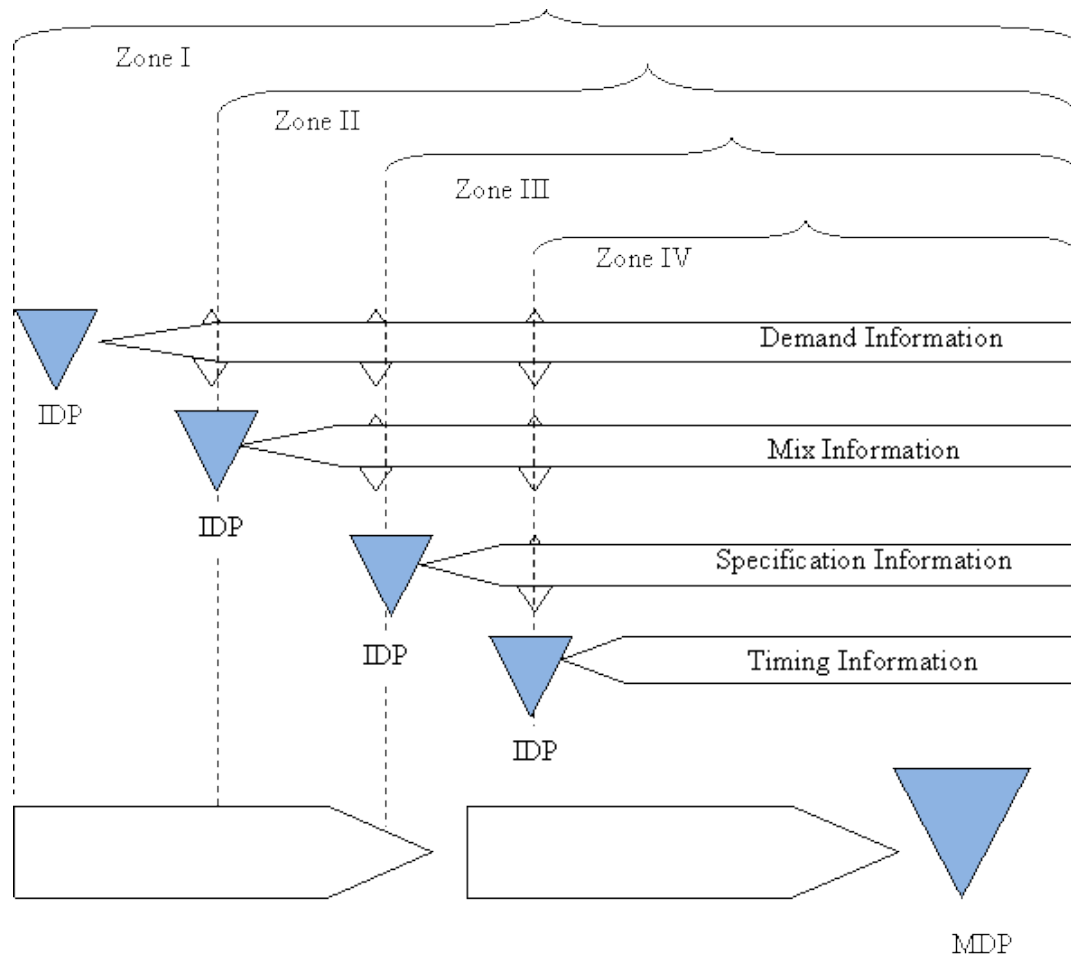 Zone I
Zone II
Zone III
Zone IV
Demand Information
IDP
Mix Information
IDP
Specification Information
IDP
Timing Information
IDP
MDP